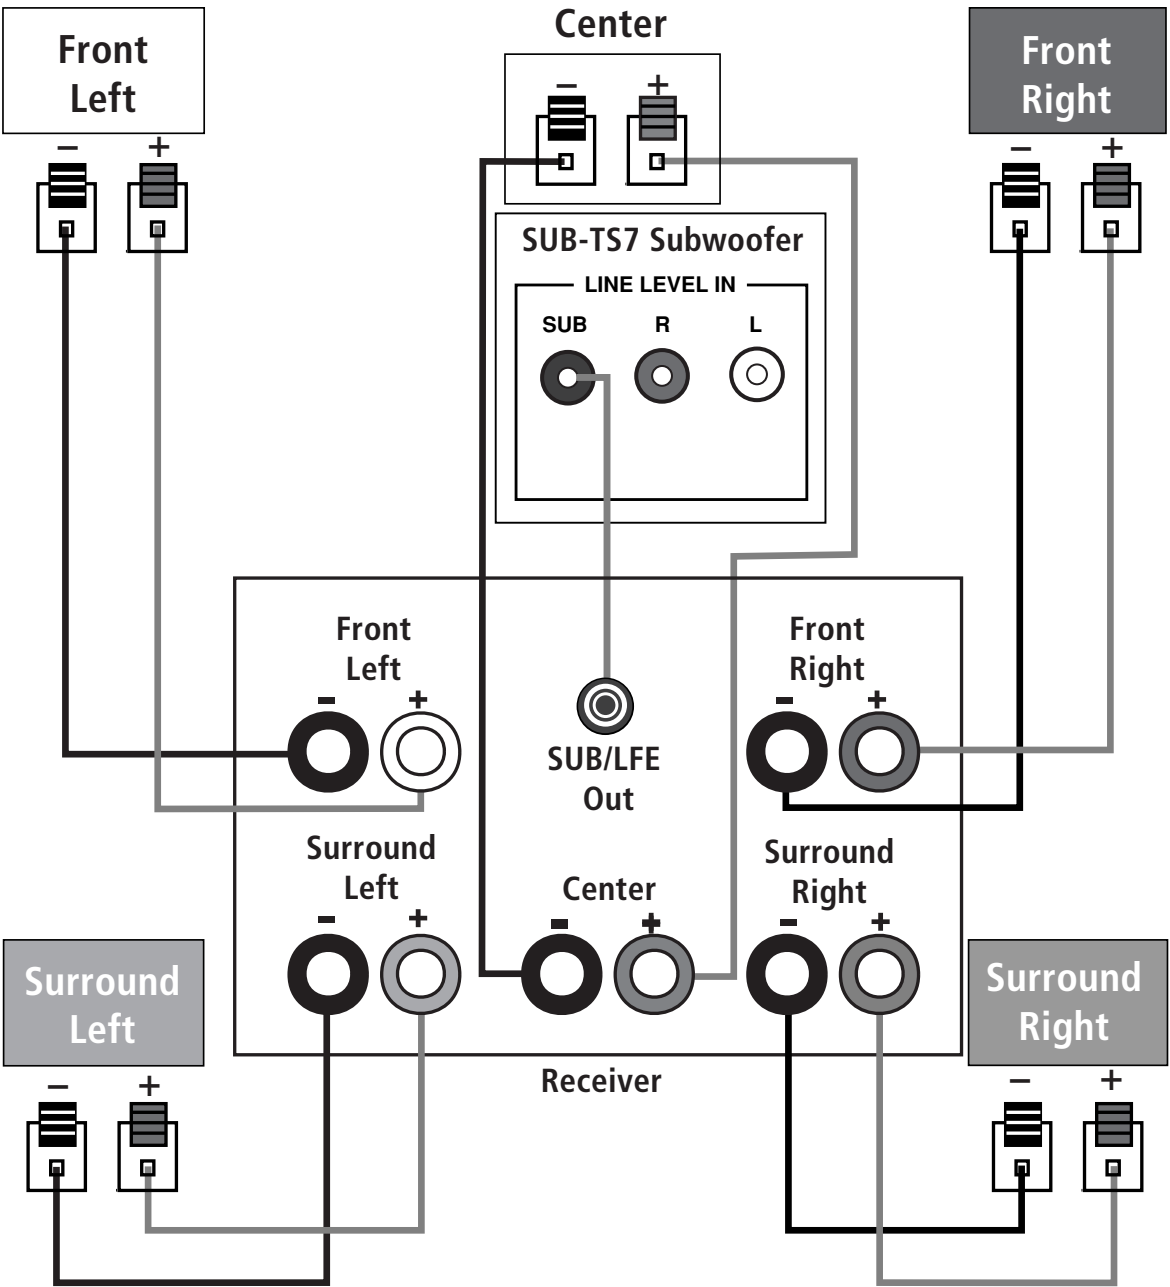 Center
Front
Left
Front
Right
- +
- +
- +
SUB-TS7 Subwoofer
LINE LEVEL IN
SUB R L
Front
Left
- +
Front
Right
- +
SUB/LFE
Out
Surround
Left
- +
Center
- +
Surround
Right
- +
Surround
Left
- +
Surround
Right
- +
Receiver